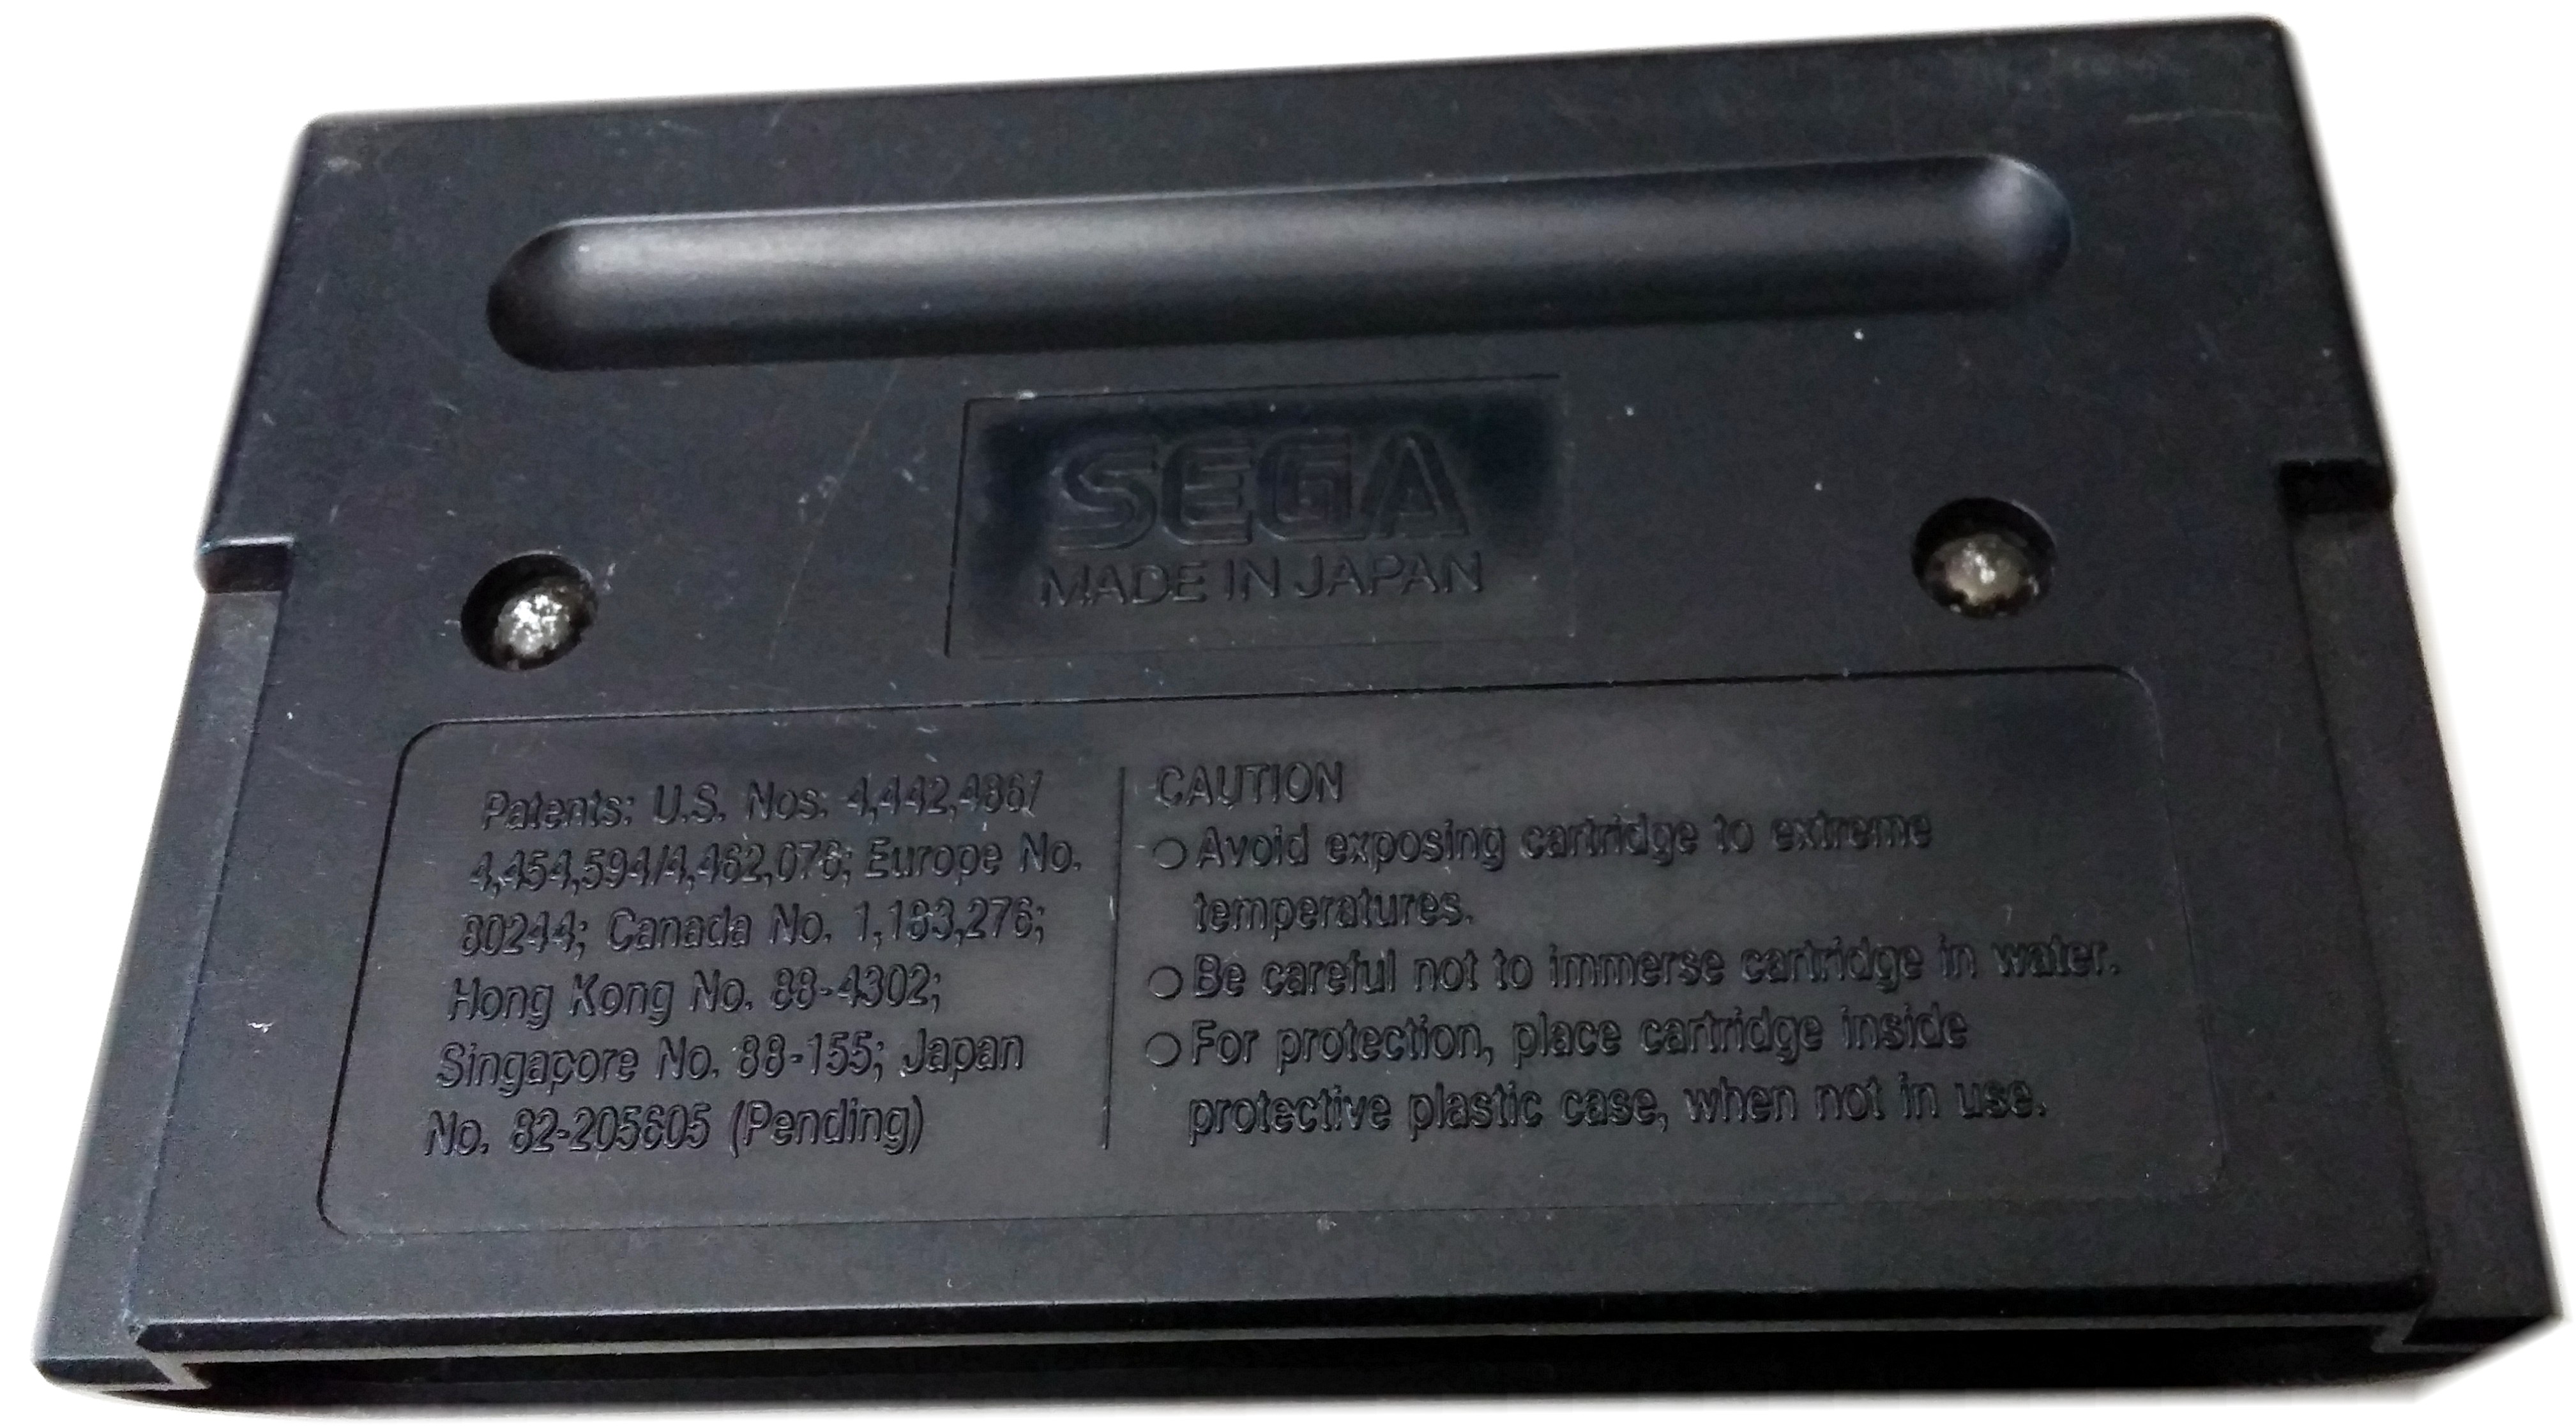 SEGA
MADE IN JAPAN
Patents: U.S. Nos. 4,442,486/
4,454,594/4,462,076; Europe No.
80244; Canada No. 1,183,276;
Hong Kong No. 88-4302;
Singapore No. 88-155; Japan
No. 82-205605 (Pending)
CAUTION
○ Avoid exposing cartridge to extreme
temperatures.
○ Be careful not to immerse cartridge in water.
○ For protection, place cartridge inside
protective plastic case, when not in use.